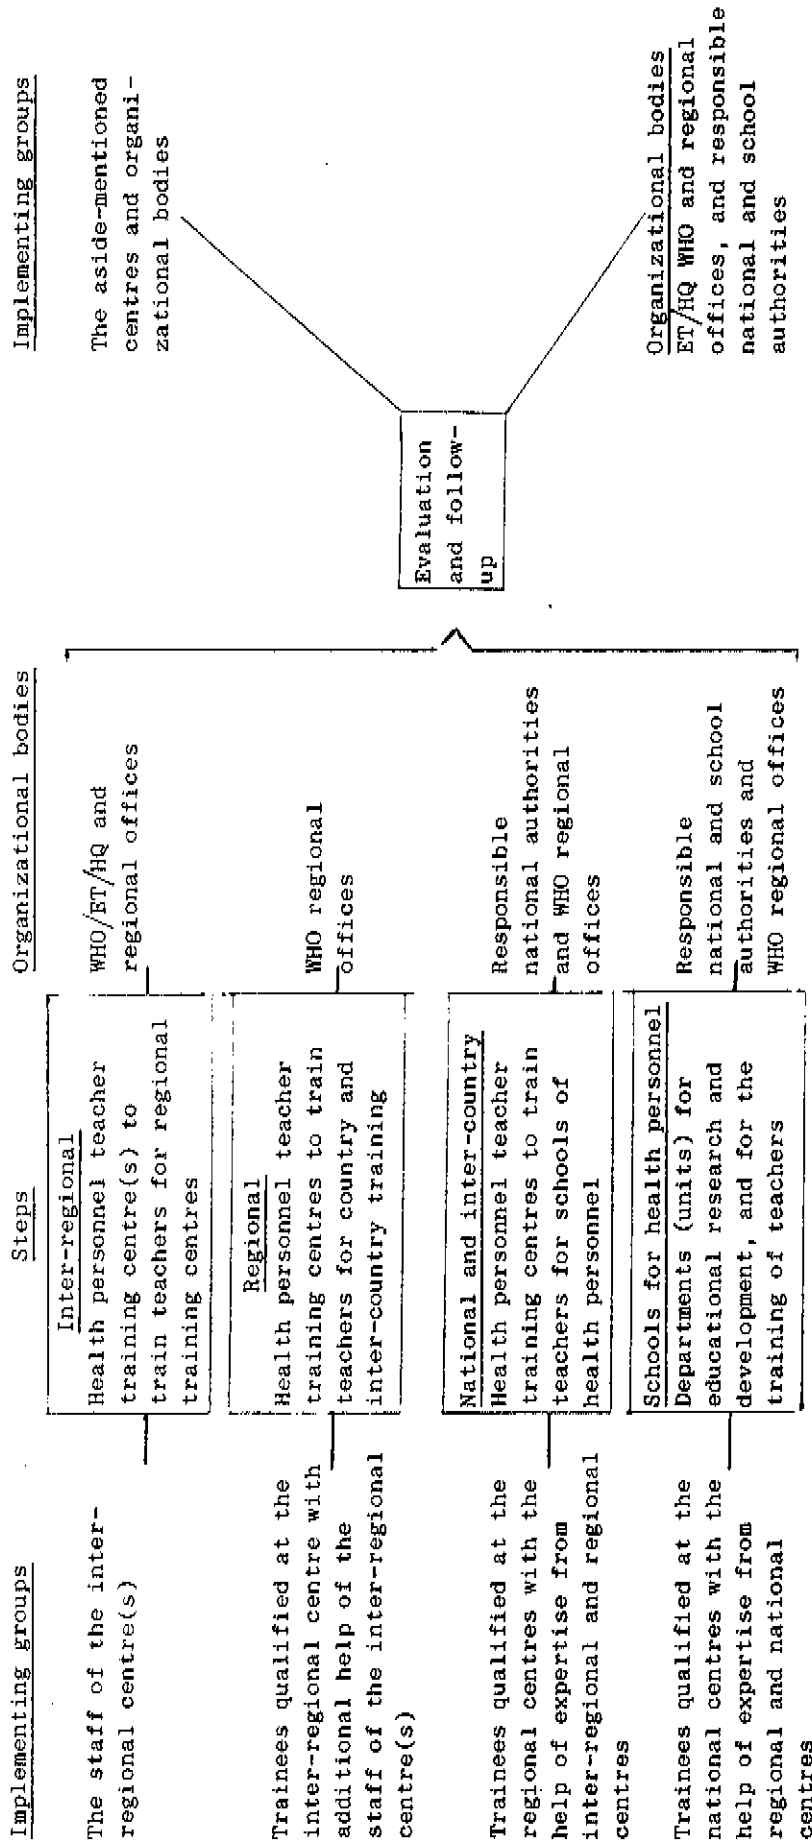 Implementing groups
Steps
Organizational bodies
Implementing groups
The staff of the inter-
regional centre(s)
Inter-regional
Health personnel teacher
training centre(s) to
train teachers for regional
training centres
WHO/ET/HQ and
regional offices
Trainees qualified at the
inter-regional centre with
additional help of the
staff of the inter-regional
centre(s)
Regional
Health personnel teacher
training centres to train
teachers for country and
inter-country training
WHO regional
offices
Trainees qualified at the
regional centres with the
help of expertise from
inter-regional and regional
centres
National and inter-country
Health personnel teacher
training centres to train
teachers for schools of
health personnel
Responsible
national authorities
and WHO regional
offices
Trainees qualified at the
national centres with the
help of expertise from
regional and national
centres
Schools for health personnel
Departments (units) for
educational research and
development, and for the
training of teachers
Responsible
national and school
authorities and
WHO regional offices
Evaluation
and follow-
up
The aside-mentioned
centres and organi-
zational bodies
Organizational bodies
ET/HQ WHO and regional
offices, and responsible
national and school
authorities